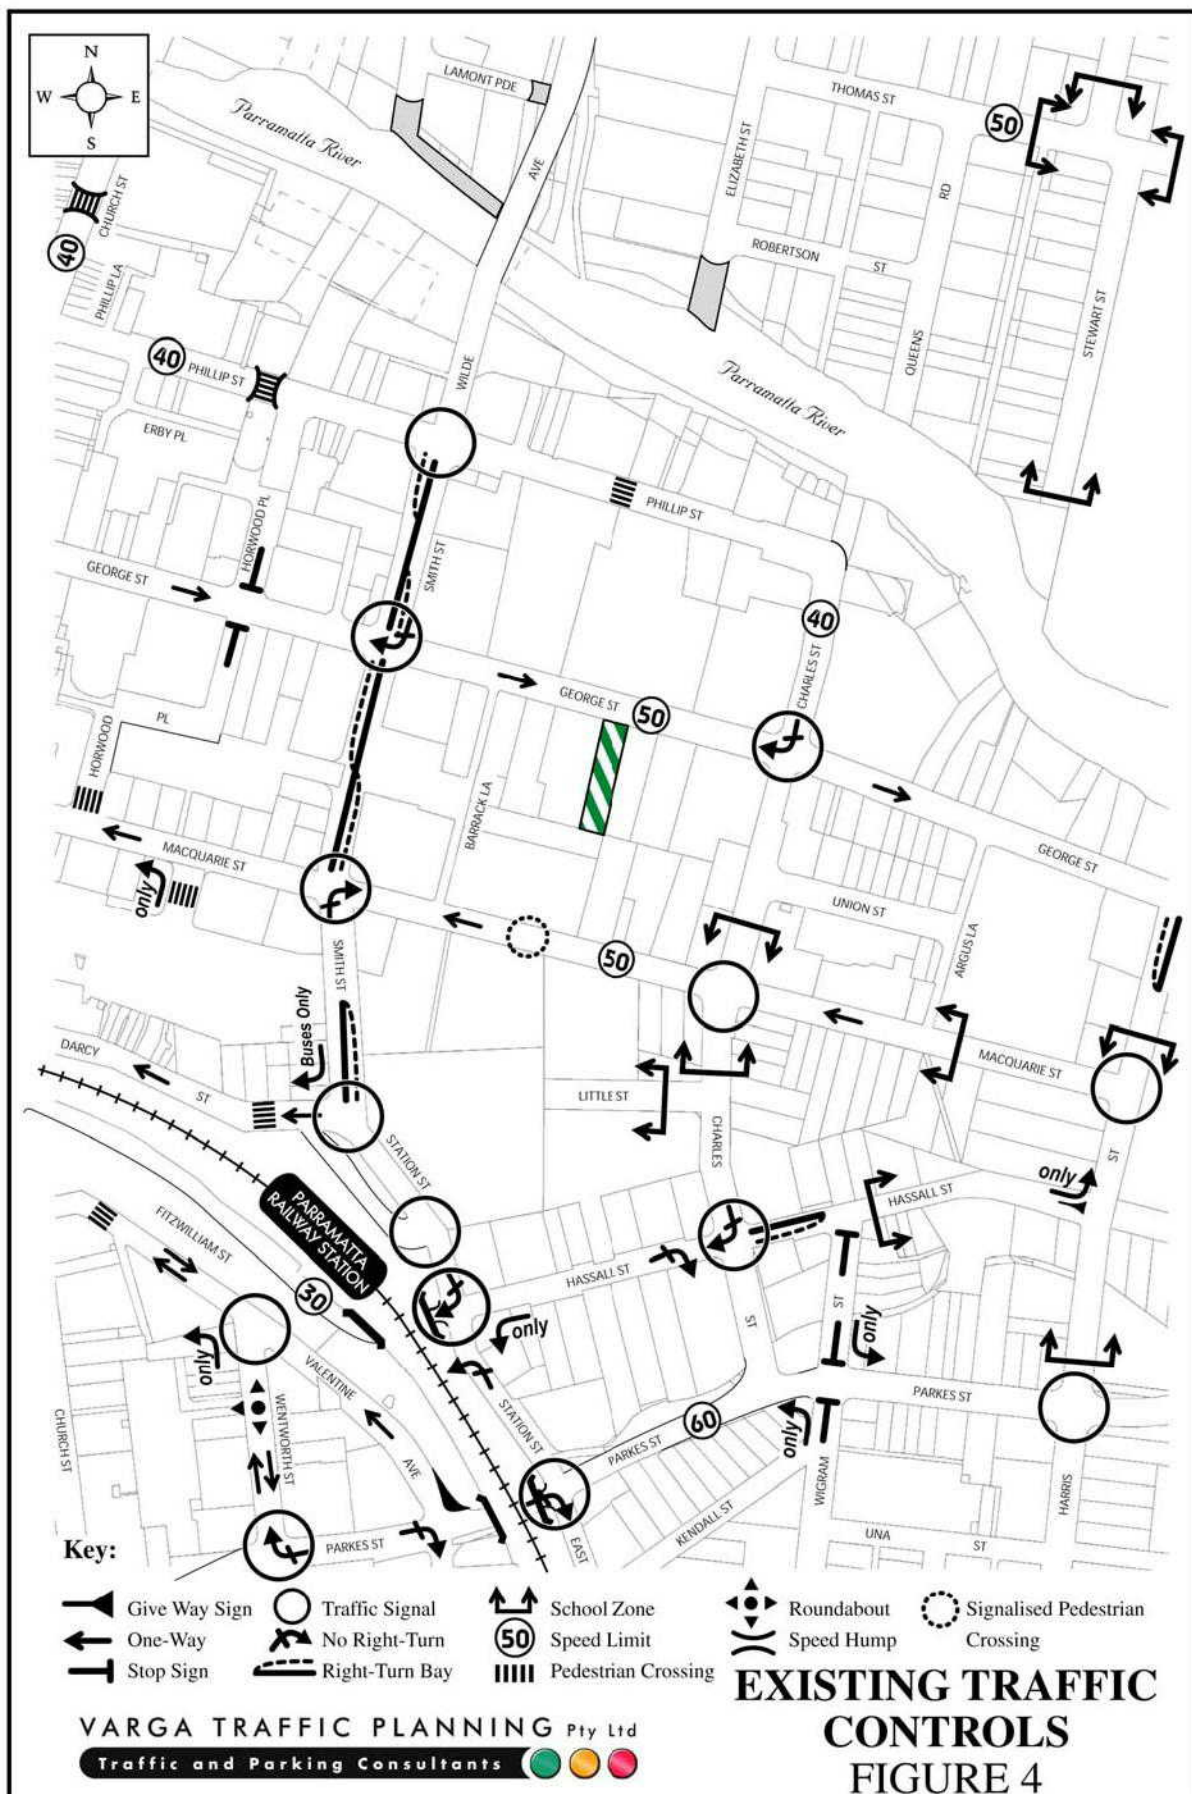 N
W E
S
LAMONT PDE
Parramatta River
AVE
THOMAS ST
50
ELIZABETH ST
RD
CHURCH ST
40
ROBERTSON
ST
PHILLIP LA
STEWART ST
QUEENS
40
PHILLIP ST
WILDE
Parramatta River
ERBY PL
HORWOOD PL
PHILLIP ST
SMITH ST
GEORGE ST
40
CHARLES ST
GEORGE ST
50
PL
HORWOOD
BARRACK LA
MACQUARIE ST
GEORGE ST
only
UNION ST
SMITH ST
50
ARGUS LA
Buses Only
DARCY
ST
MACQUARIE ST
LITTLE ST
CHARLES
STATION ST
ST
only
HASSALL ST
PARRAMATTA
RAILWAY STATION
FITZWILLIAM ST
HASSALL ST
30
ST
ST
only
only
only
VALENTINE
PARKES ST
WENTWORTH ST
CHURCH ST
STATION ST
60
PARKES ST
only
AVE
WIGRAM
KENDALL ST
HARRIS
UNA
ST
PARKES ST
EAST
Key:
Give Way Sign
Traffic Signal
School Zone
Roundabout
Signalised Pedestrian
Crossing
One-Way
No Right-Turn
50
Speed Limit
Speed Hump
Stop Sign
Right-Turn Bay
Pedestrian Crossing
EXISTING TRAFFIC
CONTROLS
FIGURE 4
VARGA TRAFFIC PLANNING Pty Ltd
Traffic and Parking Consultants